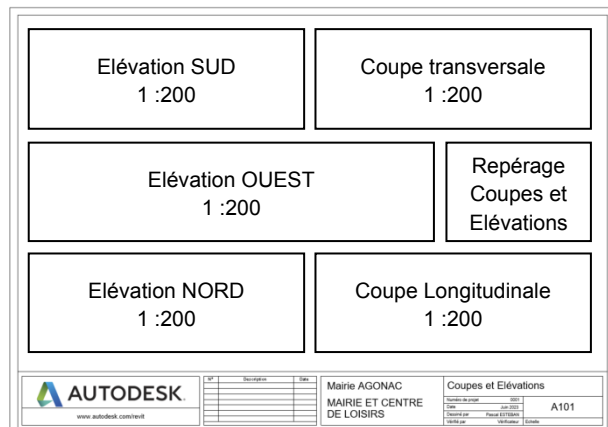 Elévation SUD
1 :200
Coupe transversale
1 :200
Elévation OUEST
1 :200
Repérage
Coupes et
Elévations
Elévation NORD
1 :200
Coupe Longitudinale
1 :200
AUTODESK.
www.autodesk.com/revit
N° Description Date
Mairie AGONAC
MAIRIE ET CENTRE
DE LOISIRS
Coupes et Elévations
Numéro de projet 0001
Date Juin 2023
Dessiné par Pascal ESTEBAN
Vérifié par Vérificateur
A101
Echelle